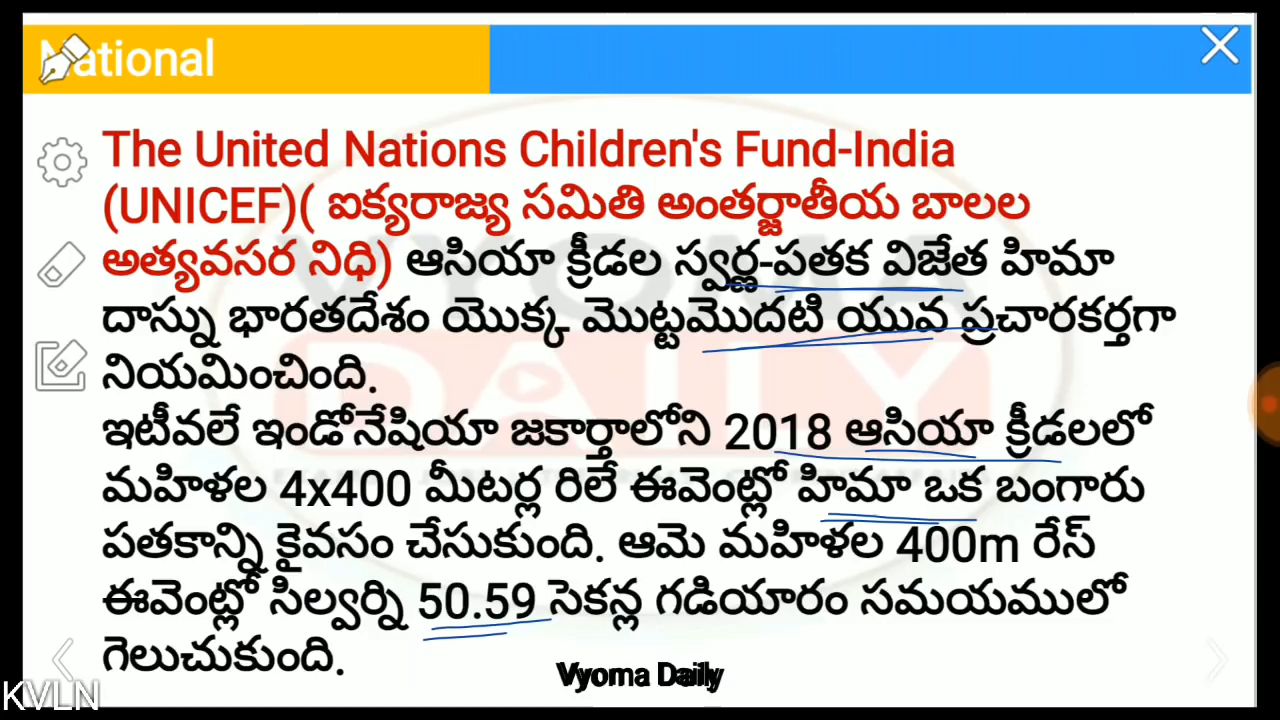 National
The United Nations Children's Fund-India
(UNICEF)( ఐక్యరాజ్య సమితి అంతర్జాతీయ బాలల
అత్యవసర నిధి) ఆసియా క్రీడల స్వర్ణ-పతక విజేత హిమా
దాస్ను భారతదేశం యొక్క మొట్టమొదటి యువ ప్రచారకర్తగా
నియమించింది.
ఇటీవలే ఇండోనేషియా జకార్తాలోని 2018 ఆసియా క్రీడలలో
మహిళల 4x400 మీటర్ల రిలే ఈవెంట్లో హిమా ఒక బంగారు
పతకాన్ని కైవసం చేసుకుంది. ఆమె మహిళల 400m రేస్
ఈవెంట్లో సిల్వర్ని 50.59 సెకన్ల గడియారం సమయములో
గెలుచుకుంది.
Vyoma Daily
KVLN
VYOMA
DAILY